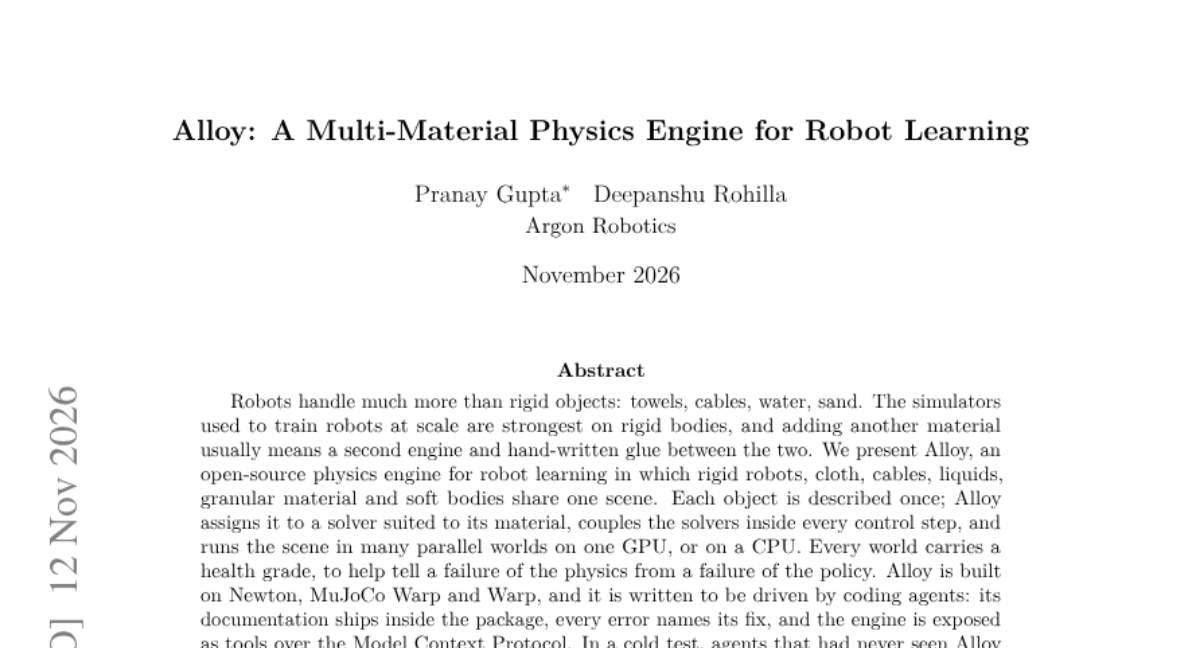 Alloy: A Multi-Material Physics Engine for Robot Learning
Pranay Gupta* Deepanshu Rohilla
Argon Robotics
November 2026
Abstract
Robots handle much more than rigid objects: towels, cables, water, sand. The simulators
used to train robots at scale are strongest on rigid bodies, and adding another material
usually means a second engine and hand-written glue between the two. We present Alloy, an
open-source physics engine for robot learning in which rigid robots, cloth, cables, liquids,
granular material and soft bodies share one scene. Each object is described once; Alloy
assigns it to a solver suited to its material, couples the solvers inside every control step, and
runs the scene in many parallel worlds on one GPU, or on a CPU. Every world carries a
health grade, to help tell a failure of the physics from a failure of the policy. Alloy is built
on Newton, MuJoCo Warp and Warp, and it is written to be driven by coding agents: its
documentation ships inside the package, every error names its fix, and the engine is exposed
as tools over the Model Context Protocol. In a cold test, agents that had never seen Alloy
] 12 Nov 2026